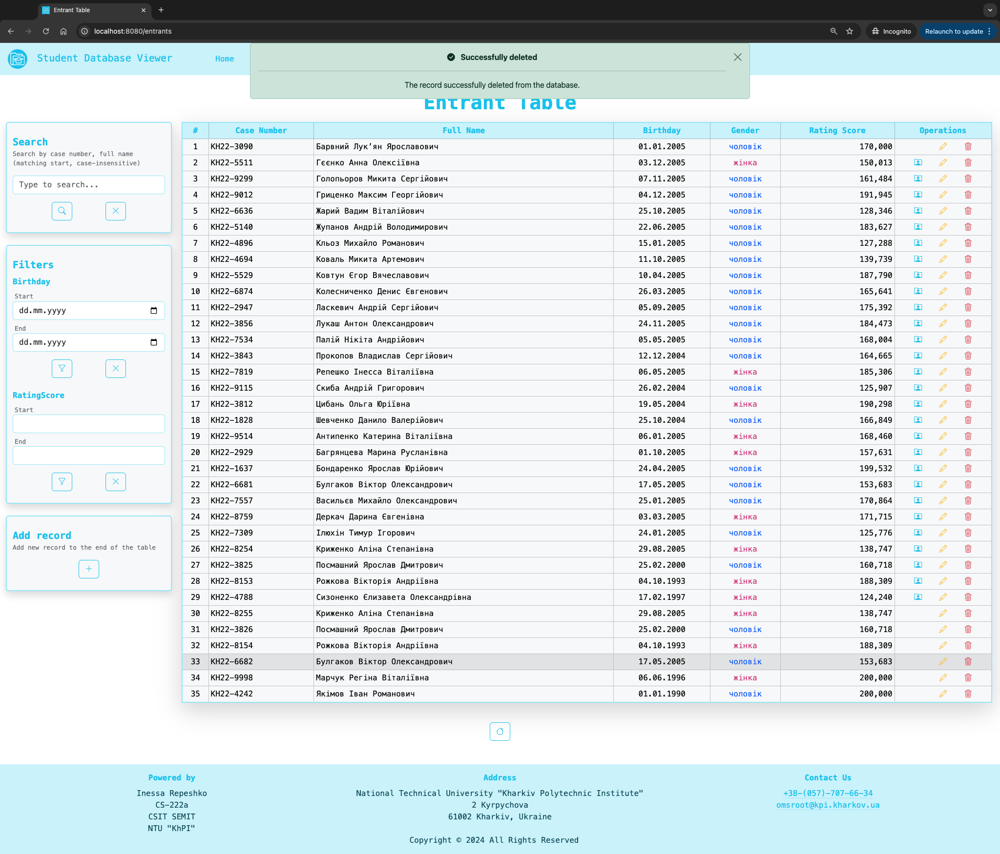 Entrant Table
localhost:8080/entrants
Incognito
Relaunch to update
Student Database Viewer
Home
Successfully deleted
The record successfully deleted from the database.
Entrant Table
Search
Search by case number, full name
(matching start, case-insensitive)
Type to search...
Filters
Birthday
Start
dd.mm.yyyy
End
dd.mm.yyyy
RatingScore
Start
End
Add record
Add new record to the end of the table
# Case Number Full Name Birthday Gender Rating Score Operations
1 КН22-3090 Барвний Лук’ян Ярославович 01.01.2005 чоловік 170,000
2 КН22-5511 Гєєнко Анна Олексіївна 03.12.2005 жінка 150,013
3 КН22-9299 Голопьоров Микита Сергійович 07.11.2005 чоловік 161,484
4 КН22-9012 Гриценко Максим Георгійович 04.12.2005 чоловік 191,945
5 КН22-6636 Жарий Вадим Віталійович 25.10.2005 чоловік 128,346
6 КН22-5140 Жупанов Андрій Володимирович 22.06.2005 чоловік 183,627
7 КН22-4896 Кльоз Михайло Романович 15.01.2005 чоловік 127,288
8 КН22-4694 Коваль Микита Артемович 11.10.2005 чоловік 139,739
9 КН22-5529 Ковтун Єгор Вячеславович 10.04.2005 чоловік 187,790
10 КН22-6874 Колесниченко Денис Євгенович 26.03.2005 чоловік 165,641
11 КН22-2947 Ласкевич Андрій Сергійович 05.09.2005 чоловік 175,392
12 КН22-3856 Лукаш Антон Олександрович 24.11.2005 чоловік 184,473
13 КН22-7534 Палій Нікіта Андрійович 05.05.2005 чоловік 168,004
14 КН22-3843 Прокопов Владислав Сергійович 12.12.2004 чоловік 164,665
15 КН22-7819 Репешко Інесса Віталіївна 06.05.2005 жінка 185,306
16 КН22-9115 Скиба Андрій Григорович 26.02.2004 чоловік 125,907
17 КН22-3812 Цибань Ольга Юріївна 19.05.2004 жінка 190,298
18 КН22-1828 Шевченко Данило Валерійович 25.10.2004 чоловік 166,849
19 КН22-9514 Антипенко Катерина Віталіївна 06.01.2005 жінка 168,460
20 КН22-2929 Багрянцева Марина Русланівна 01.10.2005 жінка 157,631
21 КН22-1637 Бондаренко Ярослав Юрійович 24.04.2005 чоловік 199,532
22 КН22-6681 Булгаков Віктор Олександрович 17.05.2005 чоловік 153,683
23 КН22-7557 Васильєв Михайло Олександрович 25.01.2005 чоловік 170,864
24 КН22-8759 Деркач Дарина Євгенівна 03.03.2005 жінка 171,715
25 КН22-7309 Ілюхін Тимур Ігорович 24.01.2005 чоловік 125,776
26 КН22-8254 Криженко Аліна Степанівна 29.08.2005 жінка 138,747
27 КН22-3825 Посмашний Ярослав Дмитрович 25.02.2000 чоловік 160,718
28 КН22-8153 Рожкова Вікторія Андріївна 04.10.1993 жінка 188,309
29 КН22-4788 Сизоненко Єлизавета Олександрівна 17.02.1997 жінка 124,240
30 КН22-8255 Криженко Аліна Степанівна 29.08.2005 жінка 138,747
31 КН22-3826 Посмашний Ярослав Дмитрович 25.02.2000 чоловік 160,718
32 КН22-8154 Рожкова Вікторія Андріївна 04.10.1993 жінка 188,309
33 КН22-6682 Булгаков Віктор Олександрович 17.05.2005 чоловік 153,683
34 КН22-9998 Марчук Регіна Віталіївна 06.06.1996 жінка 200,000
35 КН22-4242 Якімов Іван Романович 01.01.1990 чоловік 200,000
Powered by
Inessa Repeshko
CS-222a
CSIT SEMIT
NTU "KhPI"
Address
National Technical University "Kharkiv Polytechnic Institute"
2 Kyrpychova
61002 Kharkiv, Ukraine
Contact Us
+38-(057)-707-66-34
omsroot@kpi.kharkov.ua
Copyright © 2024 All Rights Reserved